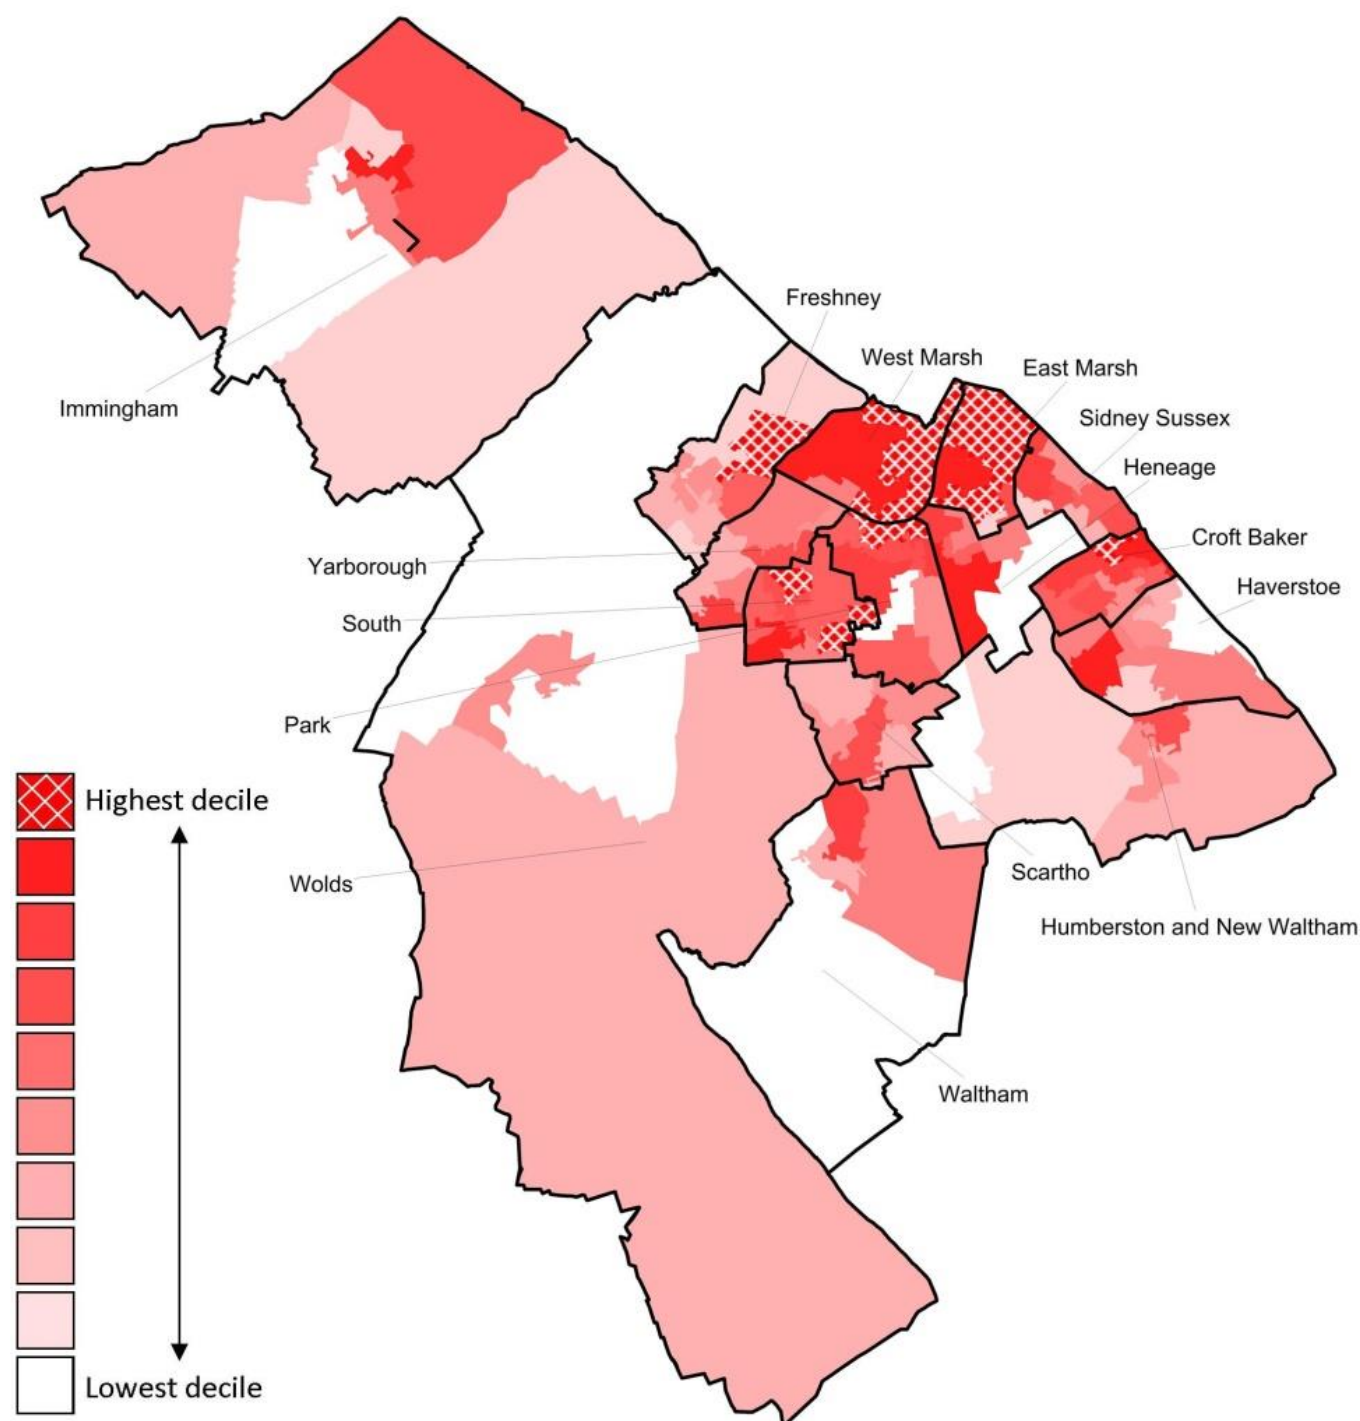 Freshney
West Marsh
East Marsh
Sidney Sussex
Heneage
Immingham
Croft Baker
Yarborough
Haverstoe
South
Park
Highest decile
Wolds
Scartho
Humberston and New Waltham
Waltham
Lowest decile